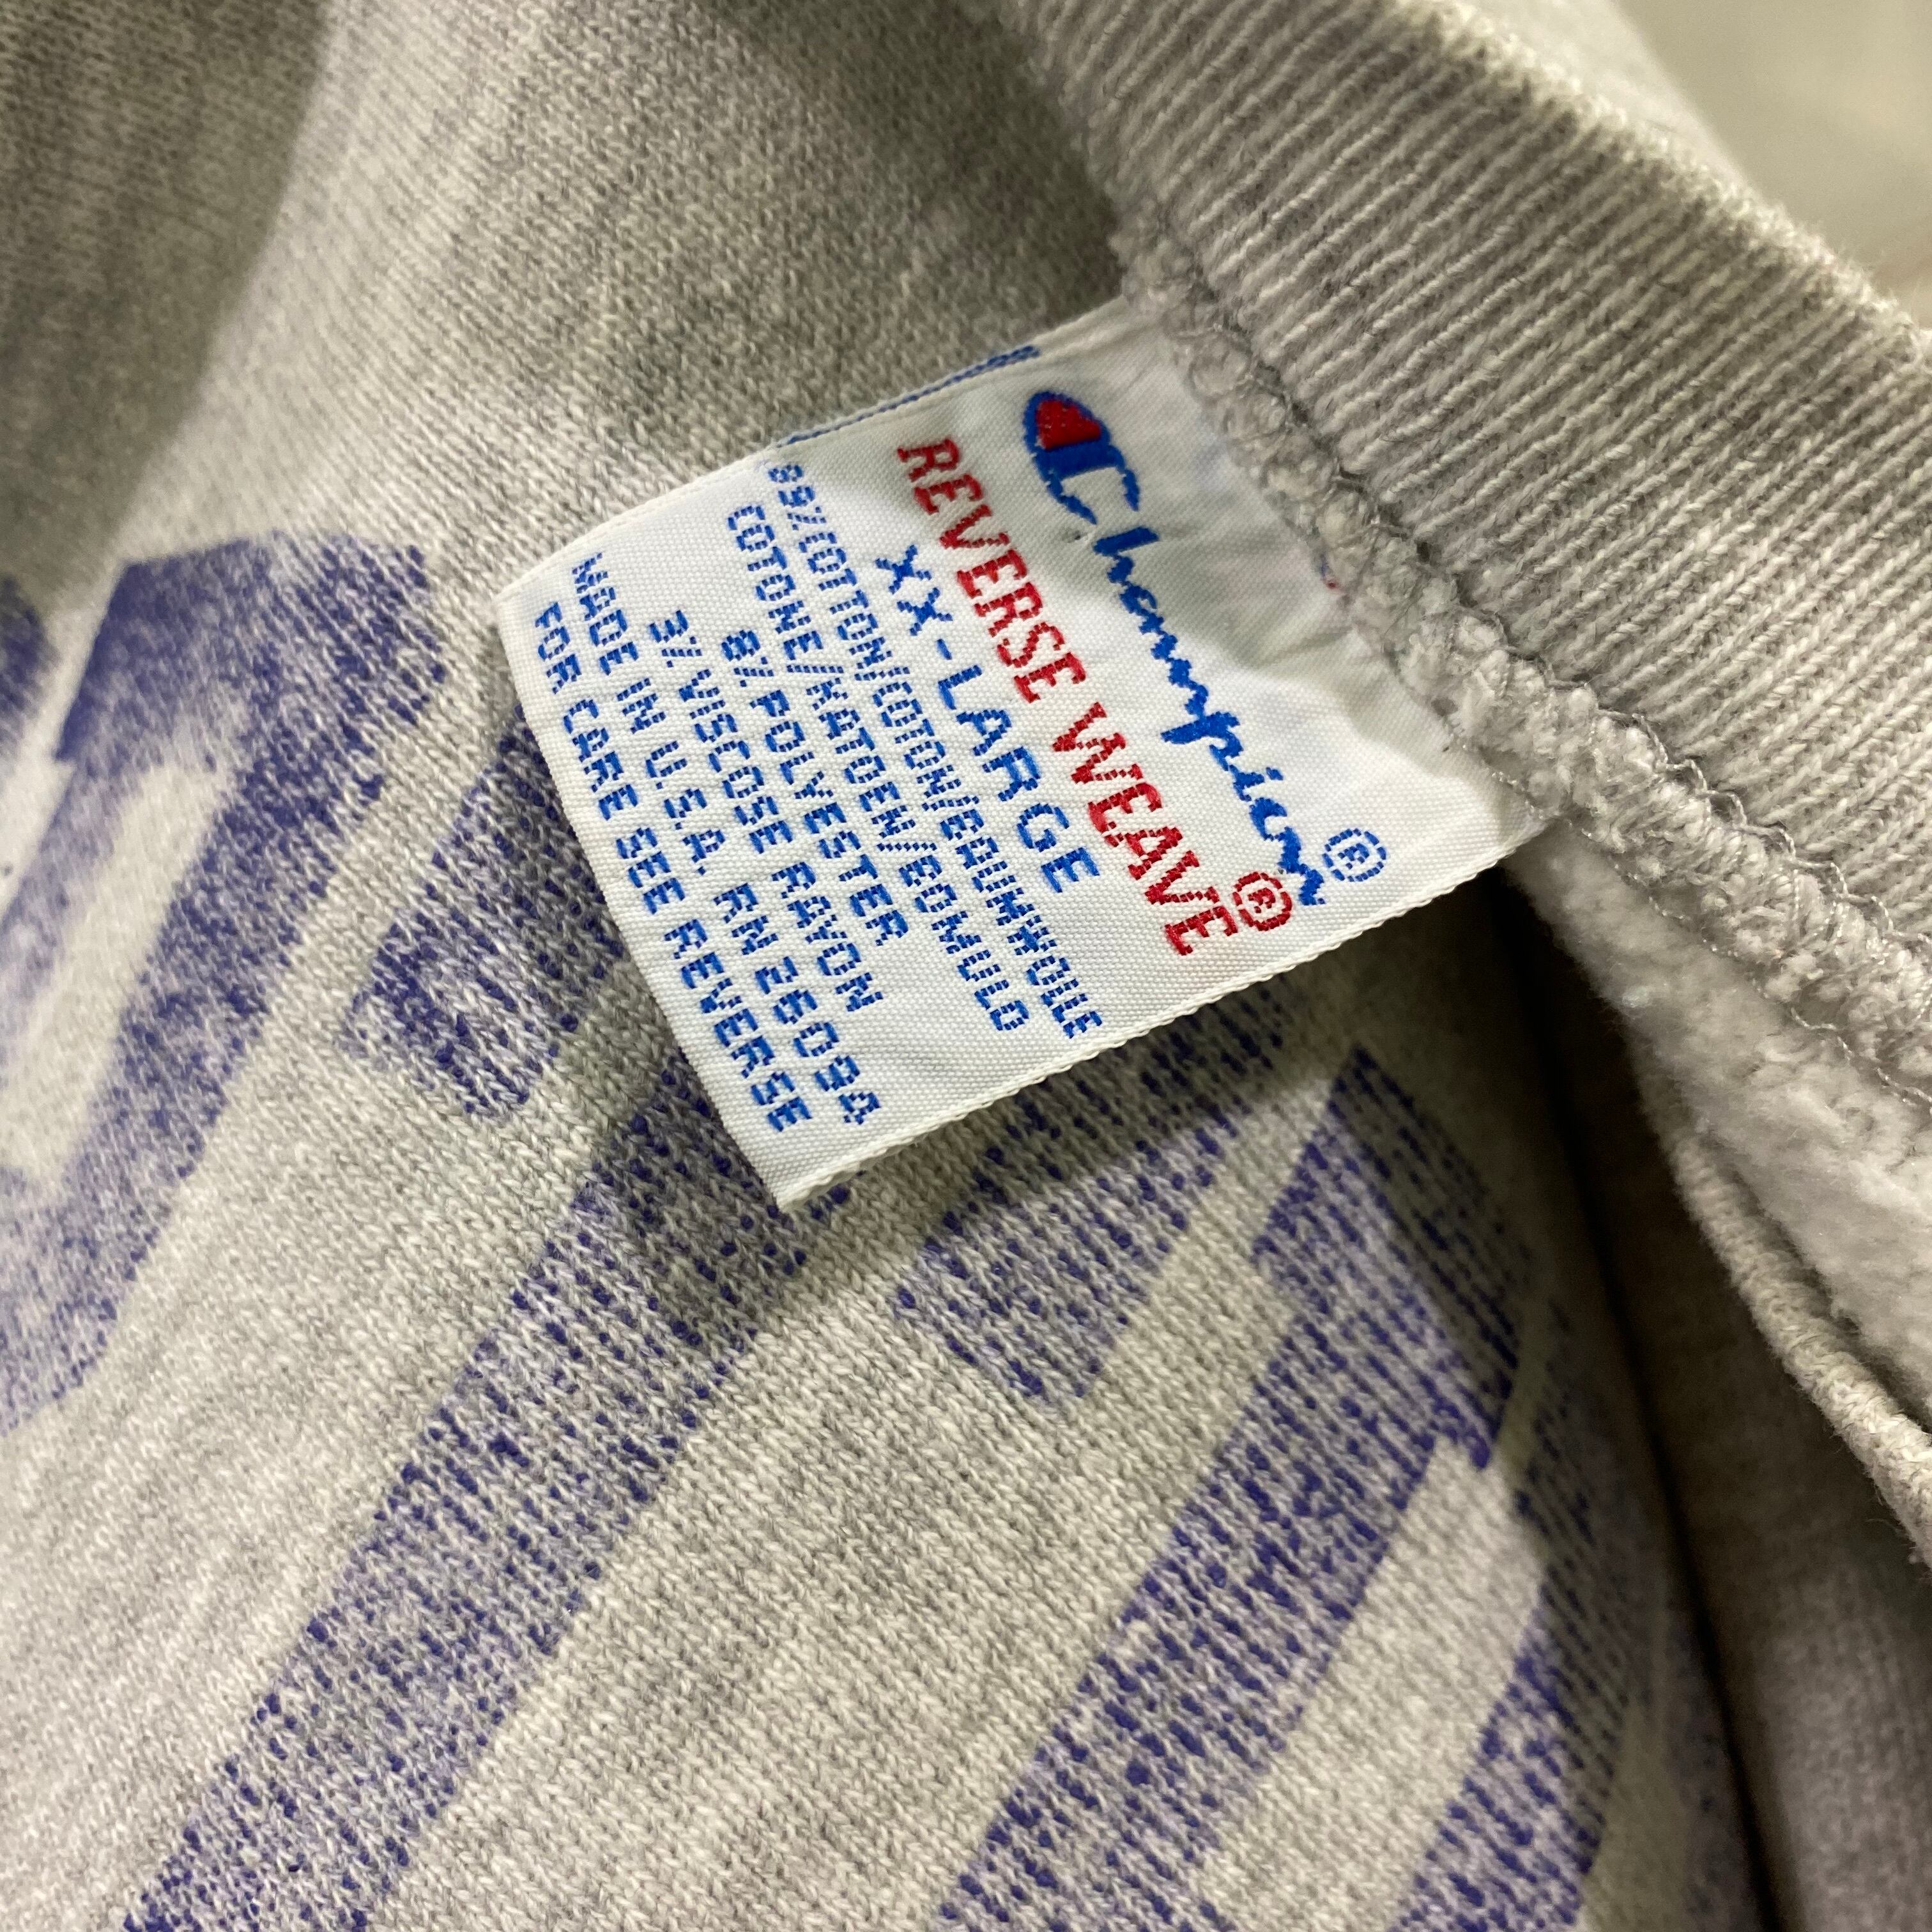 Champion®
REVERSE WEAVE®
XX-LARGE
89%COTTON/COTON/BAUMWOLLE
COTONE/KATOEN/BOMULD
8% POLYESTER
3% VISCOSE RAYON
MADE IN U.S.A. RN 26094
FOR CARE SEE REVERSE